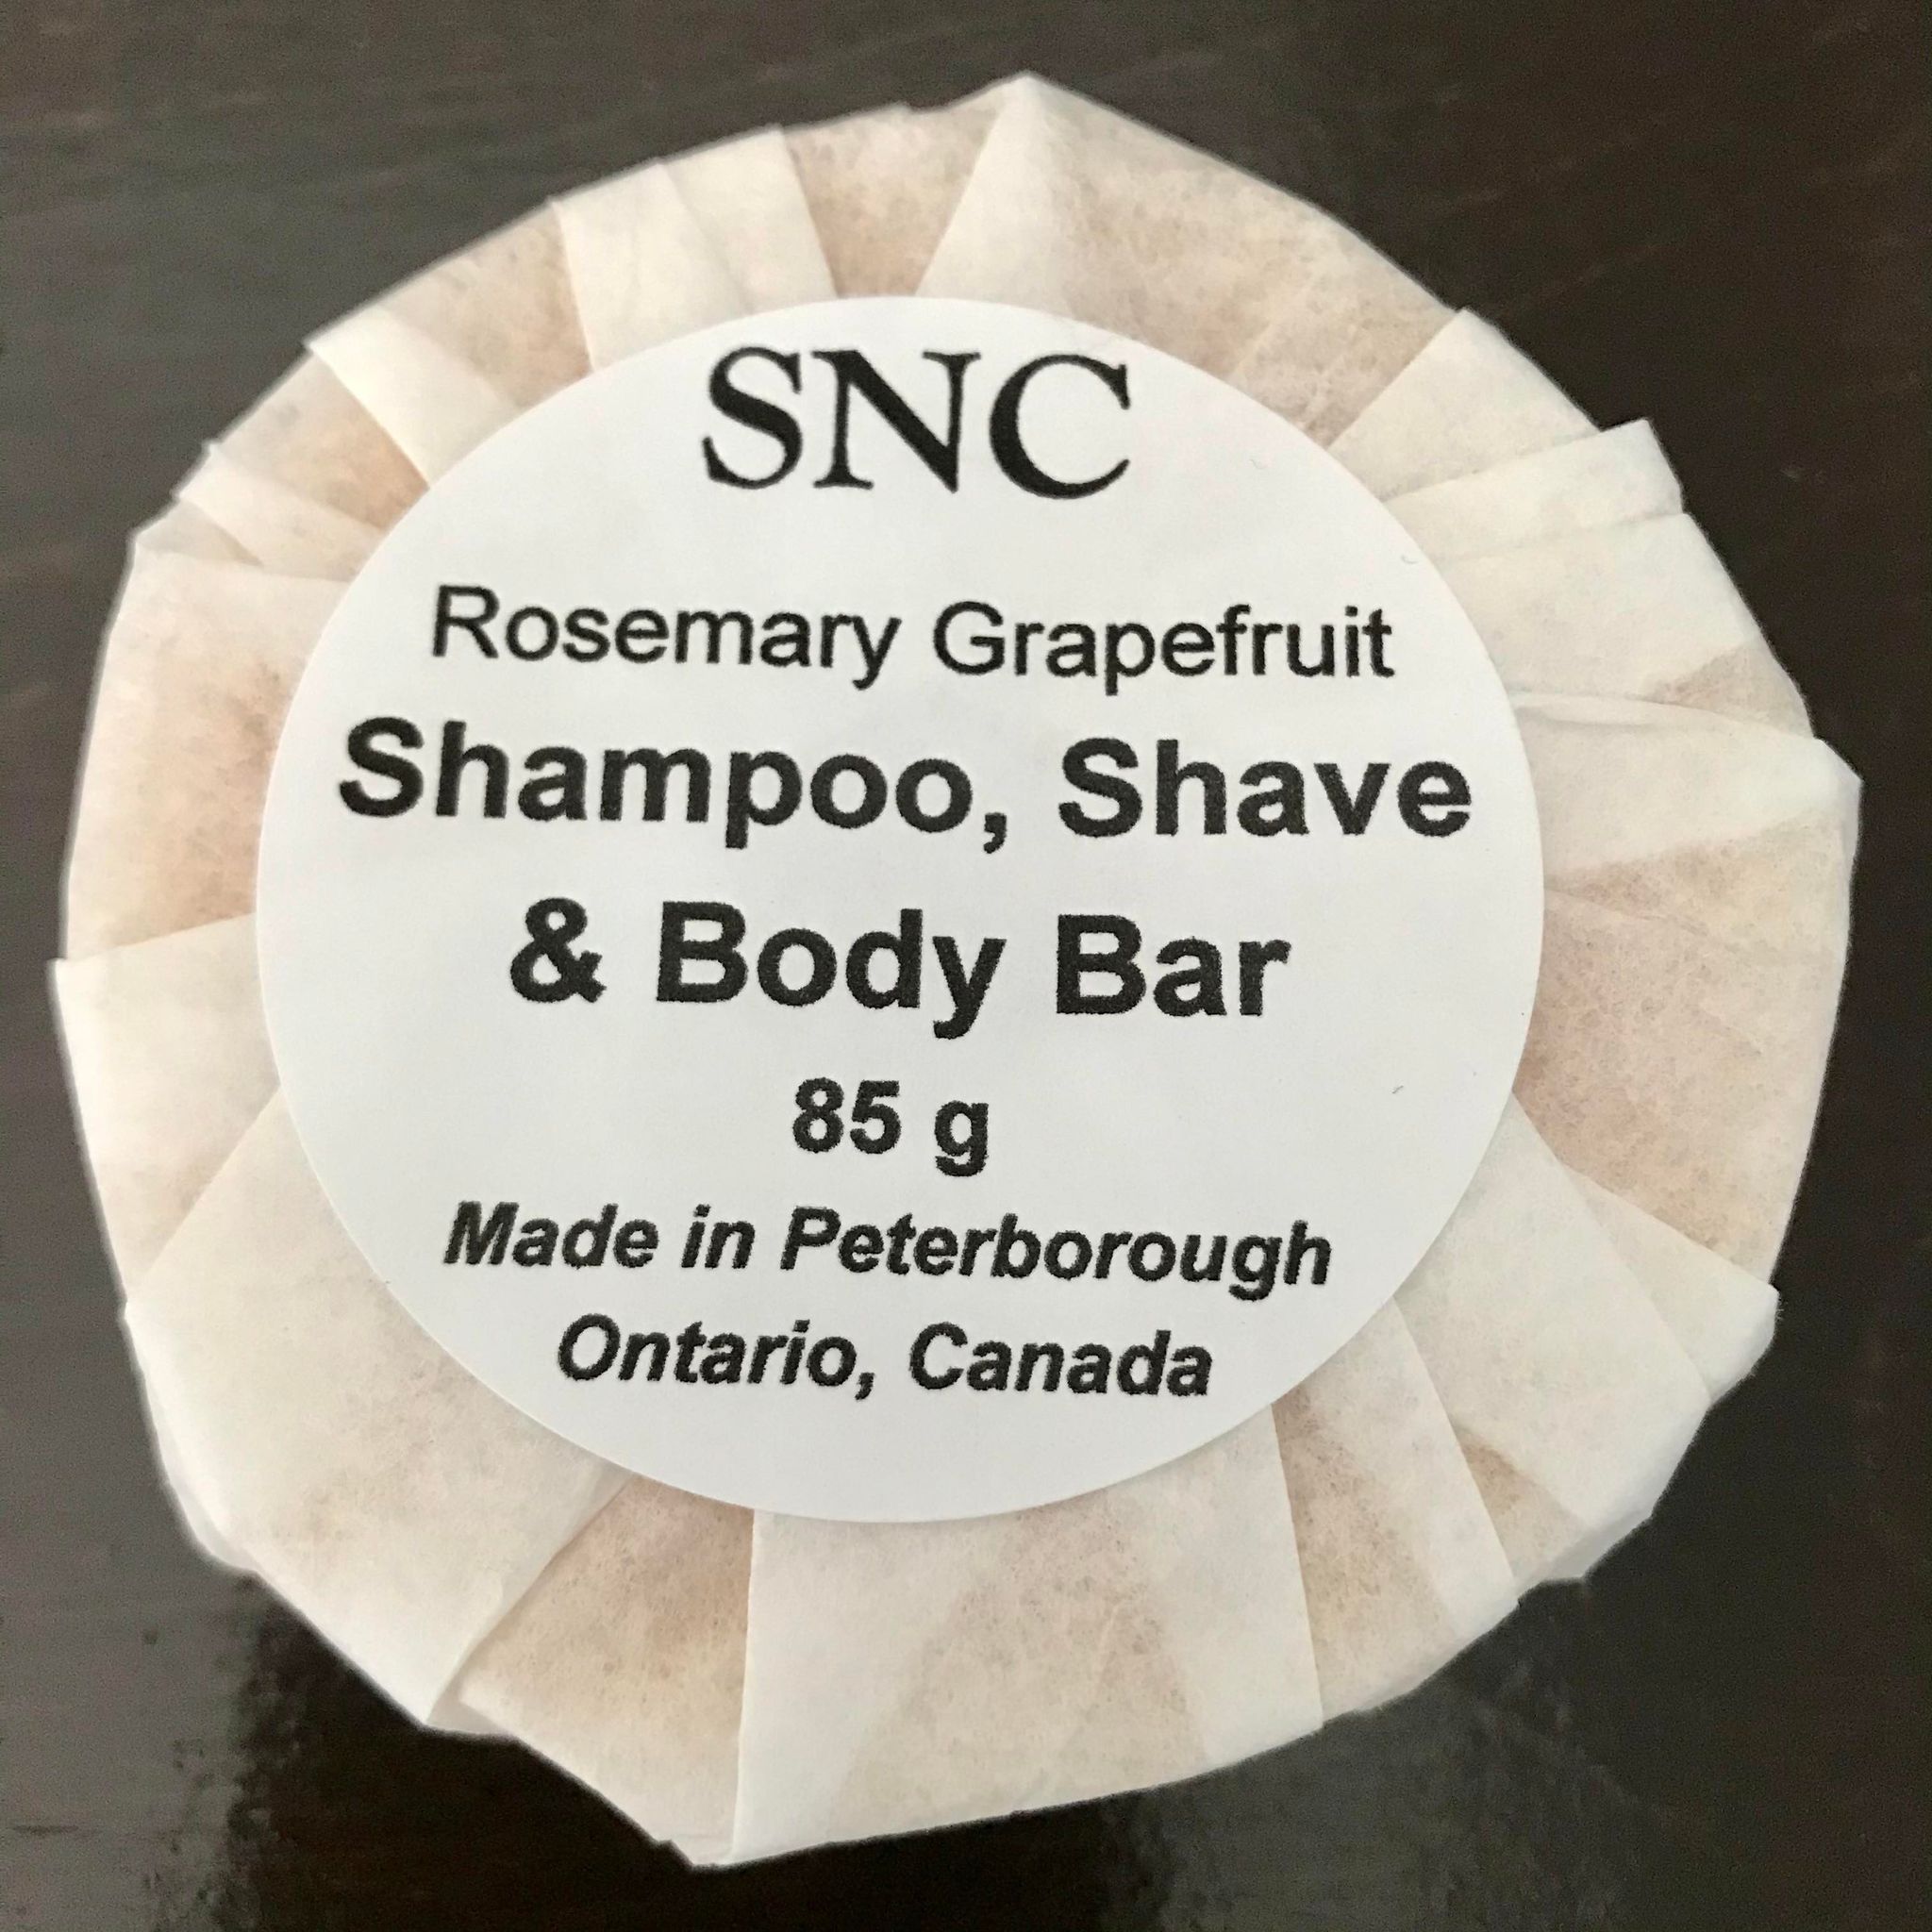 SNC
Rosemary Grapefruit
Shampoo, Shave
& Body Bar
85 g
Made in Peterborough
Ontario, Canada